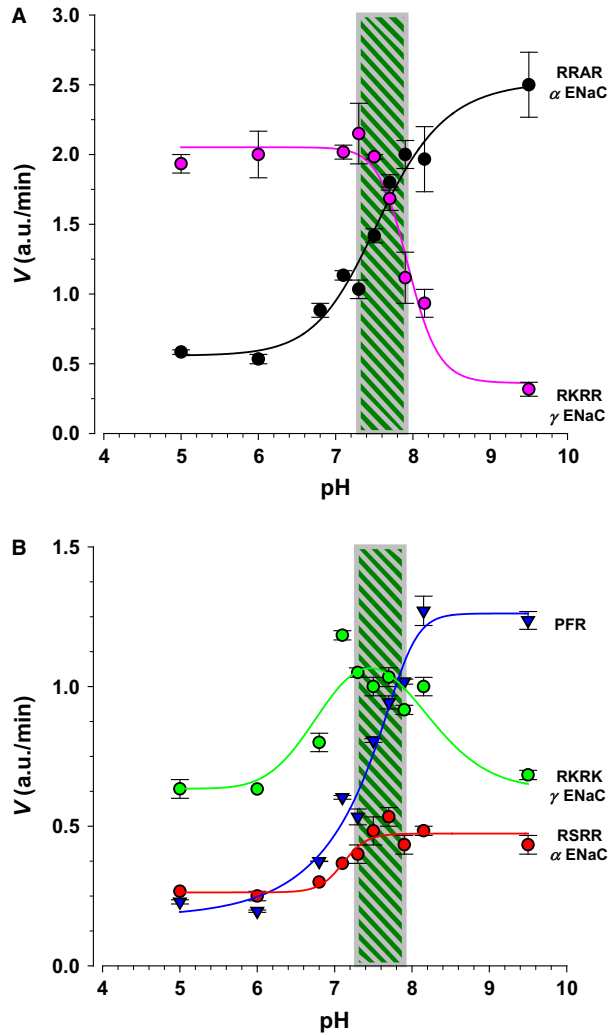 A
3.0
2.5
2.0
1.5
1.0
0.5
0.0
V (a.u./min)
RRAR
α ENaC
RKRR
γ ENaC
4 5 6 7 8 9 10
pH
B
1.5
1.0
0.5
0.0
V (a.u./min)
PFR
RKRK
γ ENaC
RSRR
α ENaC
4 5 6 7 8 9 10
pH